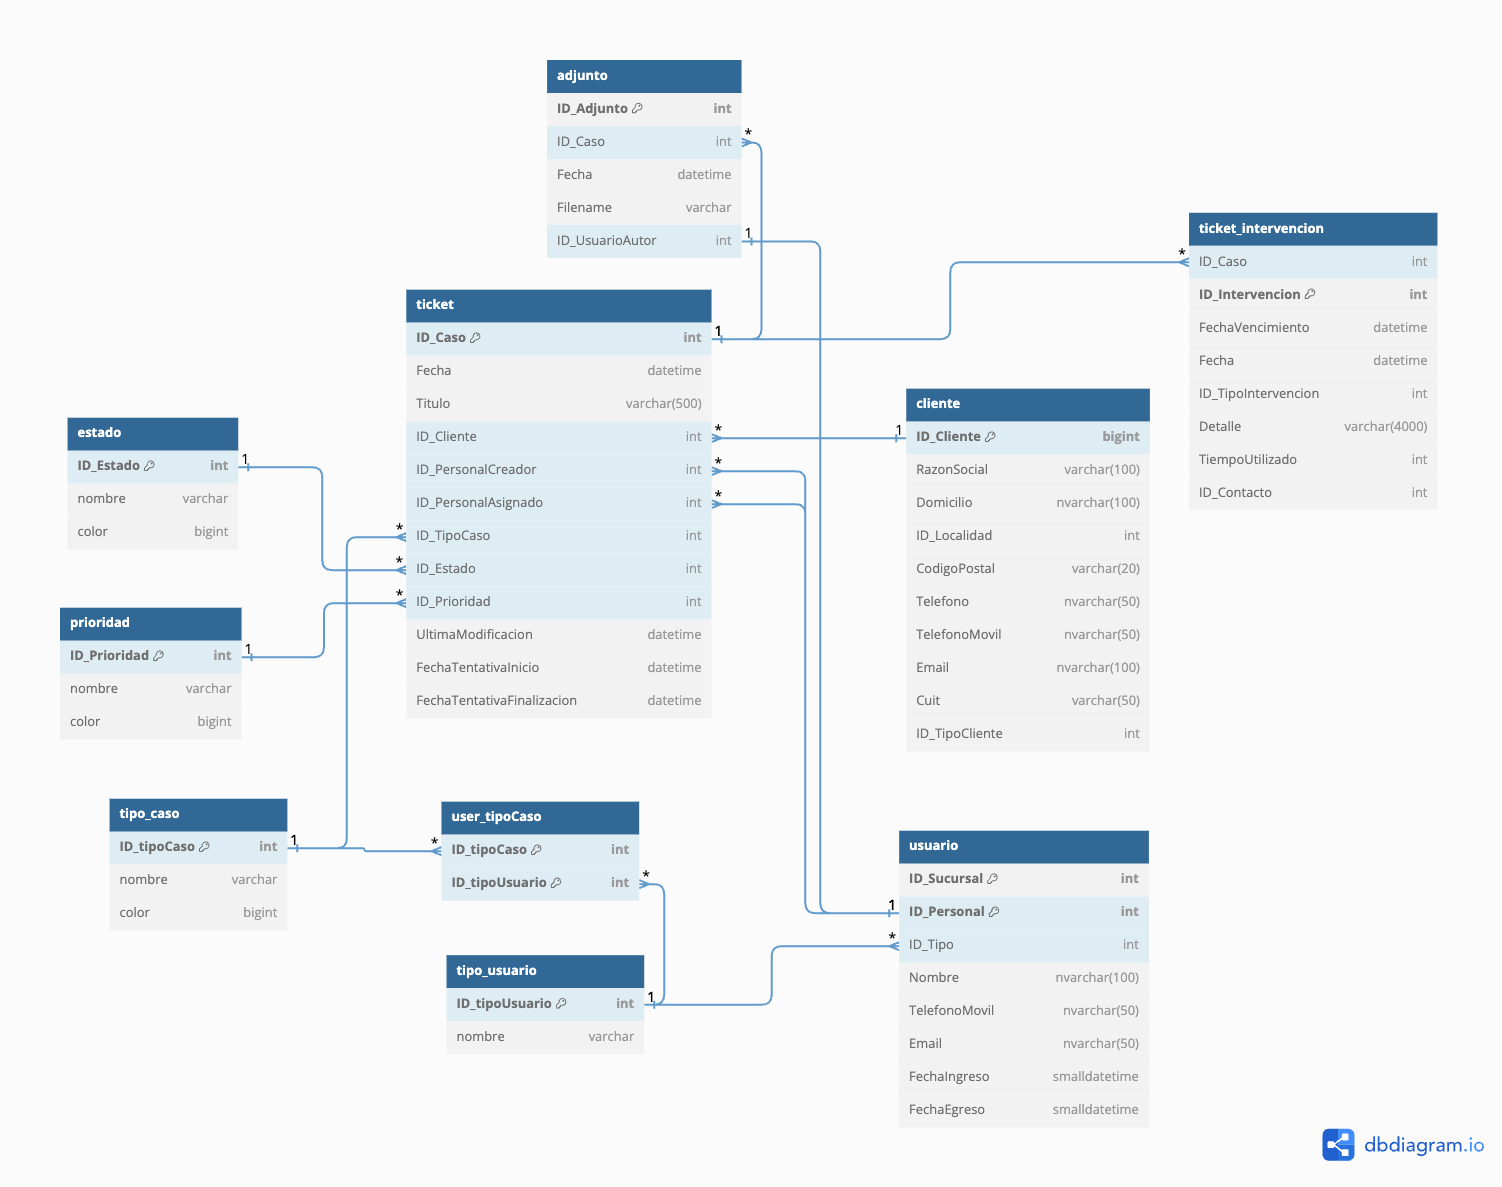 adjunto
ID_Adjunto int
ID_Caso int
Fecha datetime
Filename varchar
ID_UsuarioAutor int
*
1
ticket_intervencion
ID_Caso int
ID_Intervencion int
FechaVencimiento datetime
Fecha datetime
ID_TipoIntervencion int
Detalle varchar(4000)
TiempoUtilizado int
ID_Contacto int
*
ticket
ID_Caso int
Fecha datetime
Titulo varchar(500)
ID_Cliente int
ID_PersonalCreador int
ID_PersonalAsignado int
ID_TipoCaso int
ID_Estado int
ID_Prioridad int
UltimaModificacion datetime
FechaTentativaInicio datetime
FechaTentativaFinalizacion datetime
1
*
*
*
*
*
*
cliente
ID_Cliente bigint
RazonSocial varchar(100)
Domicilio nvarchar(100)
ID_Localidad int
CodigoPostal varchar(20)
Telefono nvarchar(50)
TelefonoMovil nvarchar(50)
Email nvarchar(100)
Cuit varchar(50)
ID_TipoCliente int
1
estado
ID_Estado int
nombre varchar
color bigint
1
prioridad
ID_Prioridad int
nombre varchar
color bigint
1
tipo_caso
ID_tipoCaso int
nombre varchar
color bigint
1
user_tipoCaso
ID_tipoCaso int
ID_tipoUsuario int
*
*
tipo_usuario
ID_tipoUsuario int
nombre varchar
1
usuario
ID_Sucursal int
ID_Personal int
ID_Tipo int
Nombre nvarchar(100)
TelefonoMovil nvarchar(50)
Email nvarchar(50)
FechaIngreso smalldatetime
FechaEgreso smalldatetime
1
*
dbdiagram.io